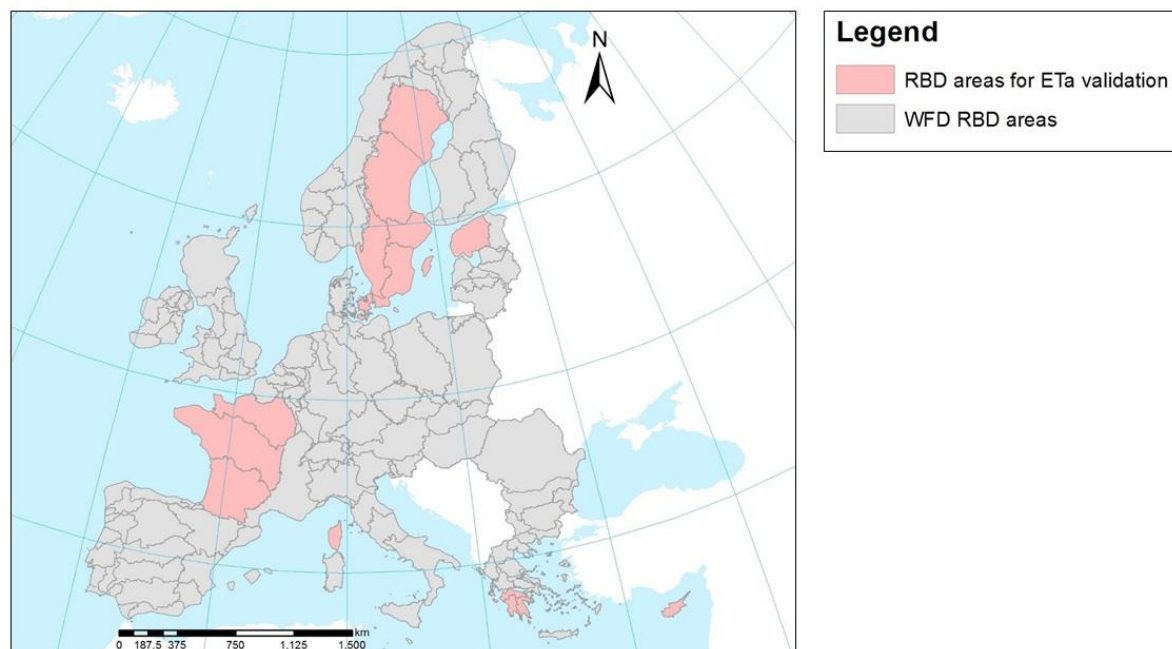 Legend
N
RBD areas for ETa validation
WFD RBD areas
km
0 187.5 375 750 1.125 1.500